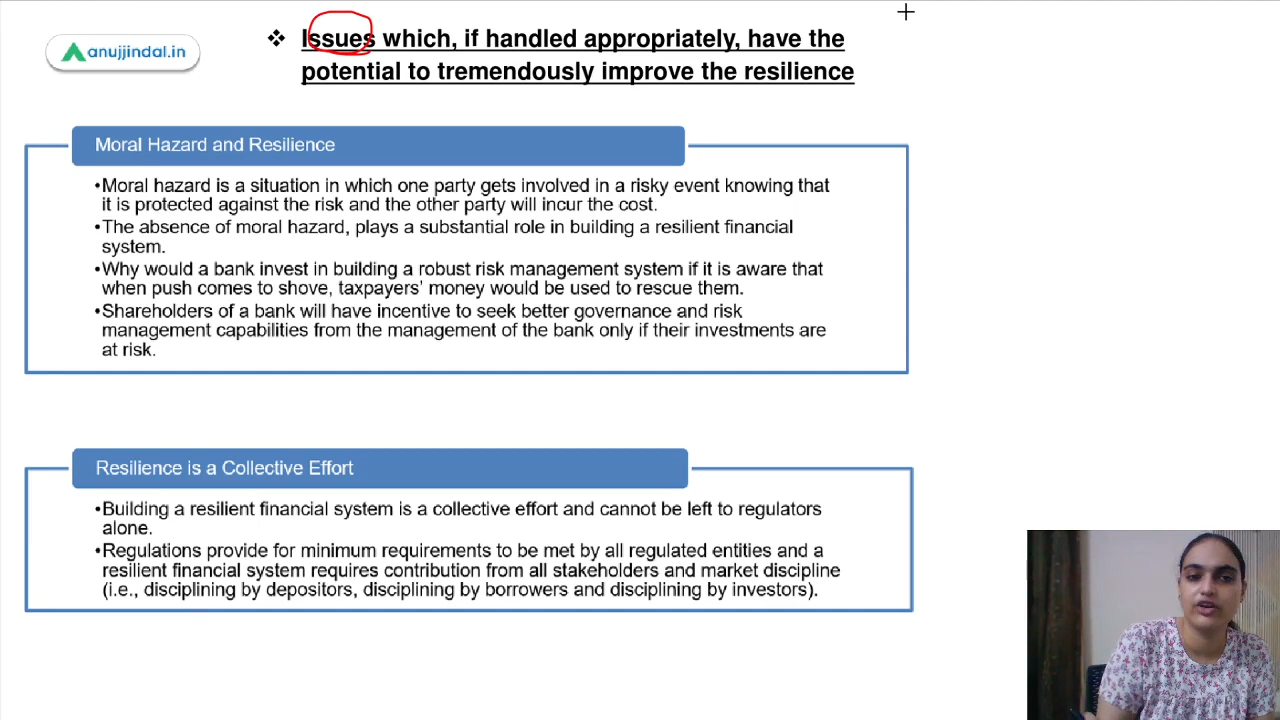 anujjindal.in
❖ Issues which, if handled appropriately, have the
potential to tremendously improve the resilience
Moral Hazard and Resilience
•Moral hazard is a situation in which one party gets involved in a risky event knowing that
it is protected against the risk and the other party will incur the cost.
•The absence of moral hazard, plays a substantial role in building a resilient financial
system.
•Why would a bank invest in building a robust risk management system if it is aware that
when push comes to shove, taxpayers' money would be used to rescue them.
•Shareholders of a bank will have incentive to seek better governance and risk
management capabilities from the management of the bank only if their investments are
at risk.
Resilience is a Collective Effort
•Building a resilient financial system is a collective effort and cannot be left to regulators
alone.
•Regulations provide for minimum requirements to be met by all regulated entities and a
resilient financial system requires contribution from all stakeholders and market discipline
(i.e., disciplining by depositors, disciplining by borrowers and disciplining by investors).